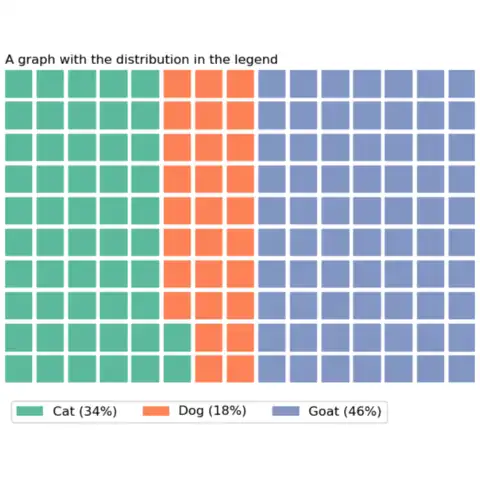 A graph with the distribution in the legend
Cat (34%) Dog (18%) Goat (46%)